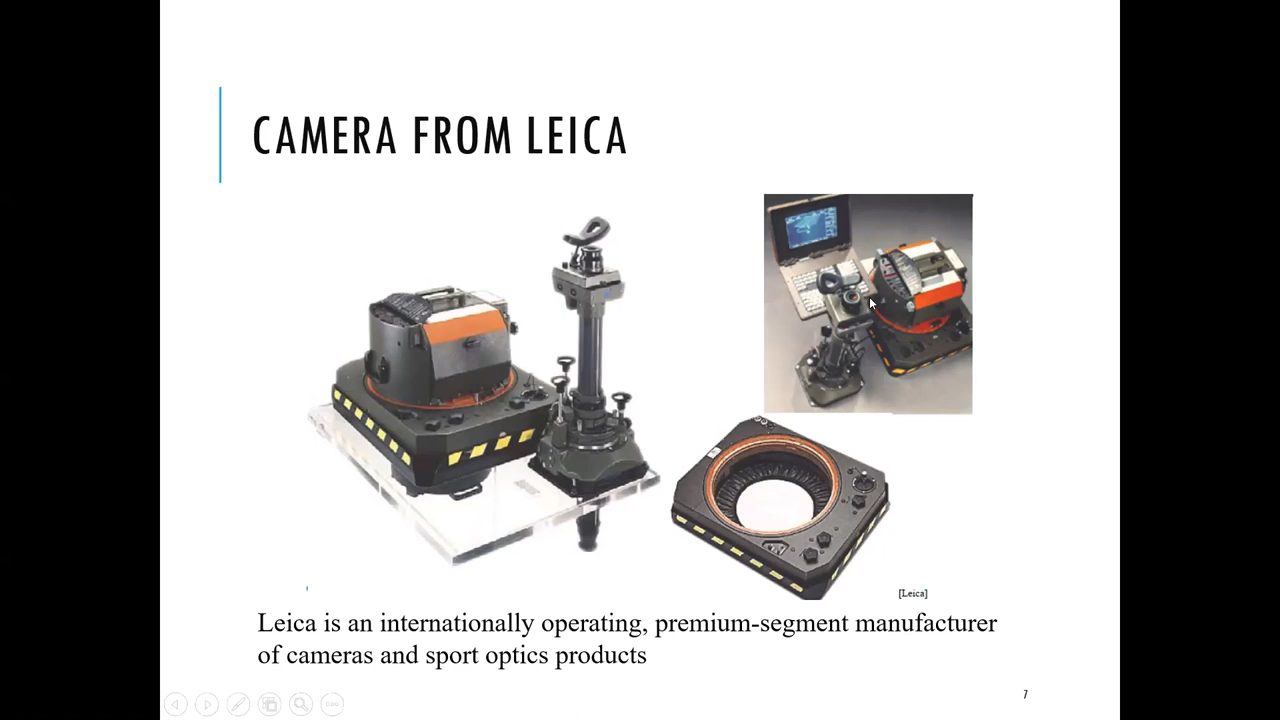 CAMERA FROM LEICA
[Leica]
Leica is an internationally operating, premium-segment manufacturer
of cameras and sport optics products
7